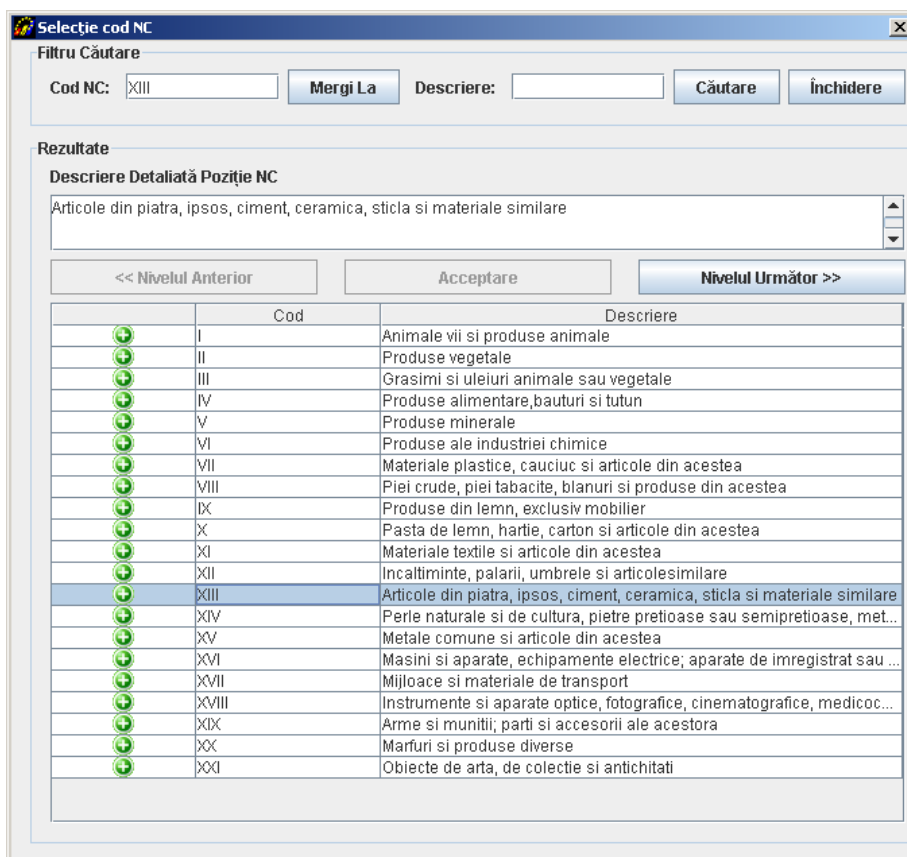 Selecție cod NC
Filtru Căutare
Cod NC: XIII Mergi La Descriere: Căutare Închidere
Rezultate
Descriere Detaliată Poziție NC
Articole din piatra, ipsos, ciment, ceramica, sticla si materiale similare
<< Nivelul Anterior Acceptare Nivelul Următor >>
Cod Descriere
I Animale vii si produse animale
II Produse vegetale
III Grasimi si uleiuri animale sau vegetale
IV Produse alimentare,bauturi si tutun
V Produse minerale
VI Produse ale industriei chimice
VII Materiale plastice, cauciuc si articole din acestea
VIII Piei crude, piei tabacite, blanuri si produse din acestea
IX Produse din lemn, exclusiv mobilier
X Pasta de lemn, hartie, carton si articole din acestea
XI Materiale textile si articole din acestea
XII Incaltiminte, palarii, umbrele si articolesimilare
XIII Articole din piatra, ipsos, ciment, ceramica, sticla si materiale similare
XIV Perle naturale si de cultura, pietre pretioase sau semipretioase, met...
XV Metale comune si articole din acestea
XVI Masini si aparate, echipamente electrice; aparate de imregistrat sau ...
XVII Mijloace si materiale de transport
XVIII Instrumente si aparate optice, fotografice, cinematografice, medicoc...
XIX Arme si munitii; parti si accesorii ale acestora
XX Marfuri si produse diverse
XXI Obiecte de arta, de colectie si antichitati